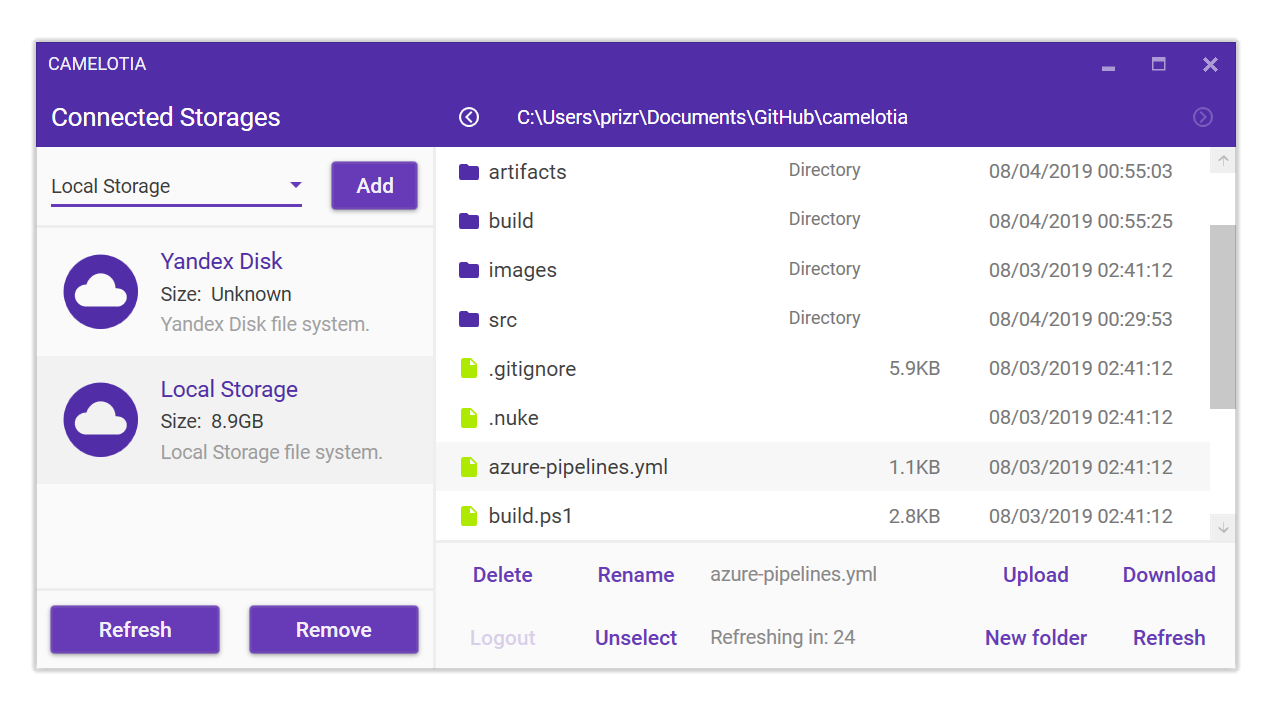 CAMELOTIA
Connected Storages
C:\Users\prizr\Documents\GitHub\camelotia
Local Storage
Add
Yandex Disk
Size: Unknown
Yandex Disk file system.
Local Storage
Size: 8.9GB
Local Storage file system.
Refresh
Remove
artifacts Directory 08/04/2019 00:55:03
build Directory 08/04/2019 00:55:25
images Directory 08/03/2019 02:41:12
src Directory 08/04/2019 00:29:53
.gitignore 5.9KB 08/03/2019 02:41:12
.nuke 08/03/2019 02:41:12
azure-pipelines.yml 1.1KB 08/03/2019 02:41:12
build.ps1 2.8KB 08/03/2019 02:41:12
Delete Rename azure-pipelines.yml Upload Download
Logout Unselect Refreshing in: 24 New folder Refresh